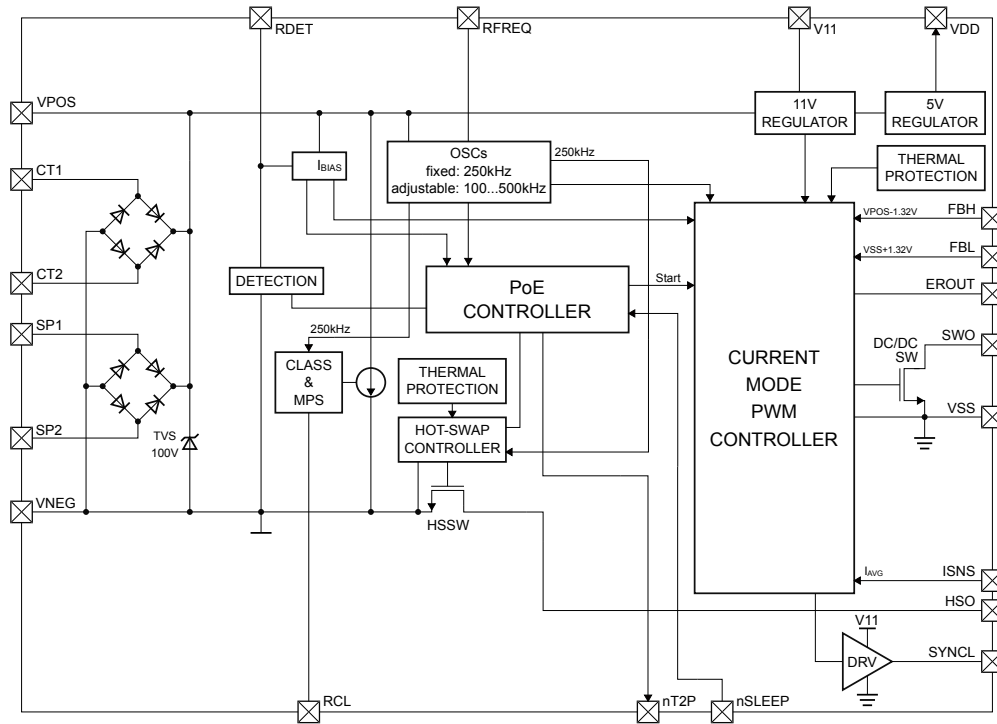 RDET
RFREQ
V11
VDD
VPOS
11V
REGULATOR
5V
REGULATOR
CT1
IBIAS
OSCs
fixed: 250kHz
adjustable: 100...500kHz
250kHz
THERMAL
PROTECTION
VPOS-1.32V
FBH
VSS+1.32V
FBL
CT2
DETECTION
PoE
CONTROLLER
Start
EROUT
SP1
250kHz
CLASS
&
MPS
THERMAL
PROTECTION
CURRENT
MODE
PWM
CONTROLLER
DC/DC
SW
SWO
SP2
TVS
100V
HOT-SWAP
CONTROLLER
VSS
VNEG
HSSW
IAVG
ISNS
HSO
V11
DRV
SYNCL
RCL
nT2P
nSLEEP